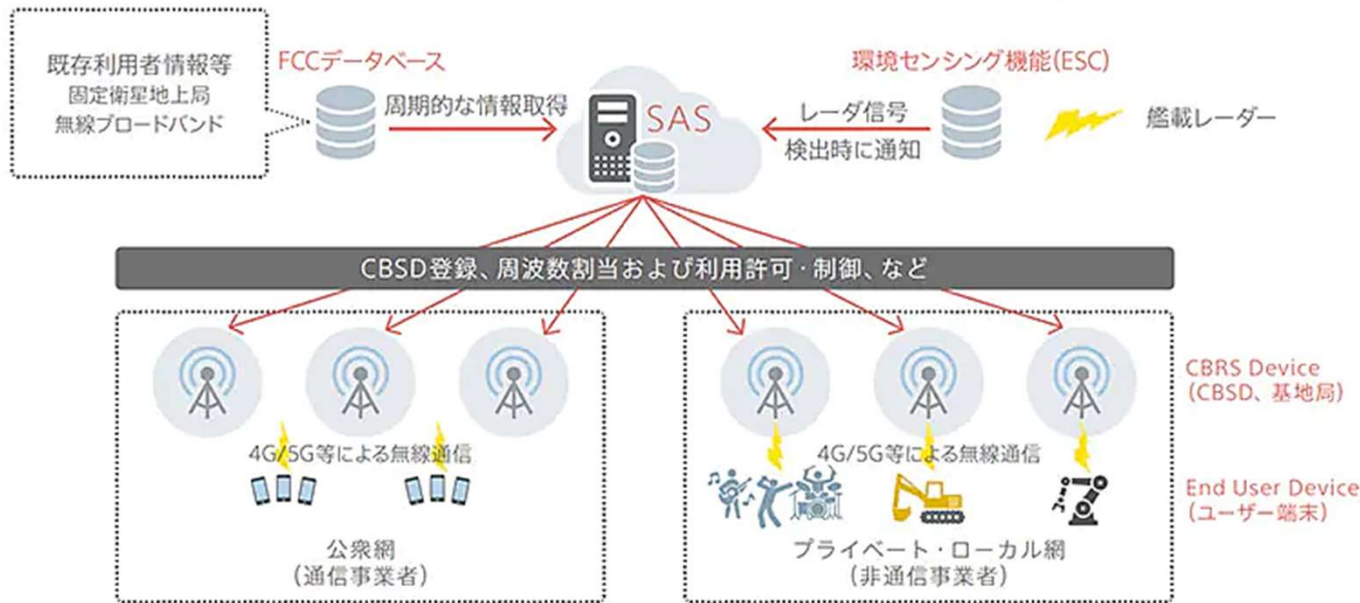 既存利用者情報等
固定衛星地上局
無線ブロードバンド
FCCデータベース
周期的な情報取得
SAS
環境センシング機能(ESC)
レーダ信号
検出時に通知
艦載レーダー
CBSD登録、周波数割当および利用許可・制御、など
CBRS Device
(CBSD、基地局)
4G/5G等による無線通信
4G/5G等による無線通信
End User Device
(ユーザー端末)
公衆網
(通信事業者)
プライベート・ローカル網
(非通信事業者)